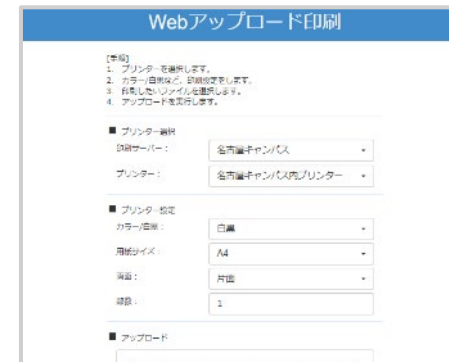 Webアップロード印刷
[手順]
1. プリンターを選択します。
2. カラー/白黒など、印刷設定をします。
3. 印刷したいファイルを選択します。
4. アップロードを実行します。
■ プリンター選択
印刷サーバー： 名古屋キャンパス
プリンター： 名古屋キャンパス内プリンター
■ プリンター設定
カラー/白黒： 白黒
用紙サイズ： A4
両面： 片面
部数： 1
■ アップロード